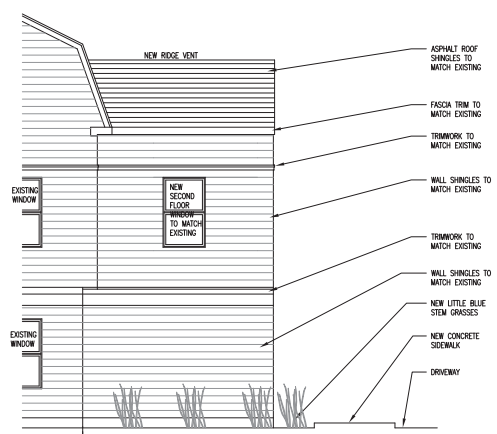 NEW RIDGE VENT
ASPHALT ROOF
SHINGLES TO
MATCH EXISTING
FASCIA TRIM TO
MATCH EXISTING
TRIMWORK TO
MATCH EXISTING
WALL SHINGLES TO
MATCH EXISTING
EXISTING
WINDOW
NEW
SECOND
FLOOR
WINDOW
TO MATCH
EXISTING
TRIMWORK TO
MATCH EXISTING
WALL SHINGLES TO
MATCH EXISTING
NEW LITTLE BLUE
STEM GRASSES
EXISTING
WINDOW
NEW CONCRETE
SIDEWALK
DRIVEWAY